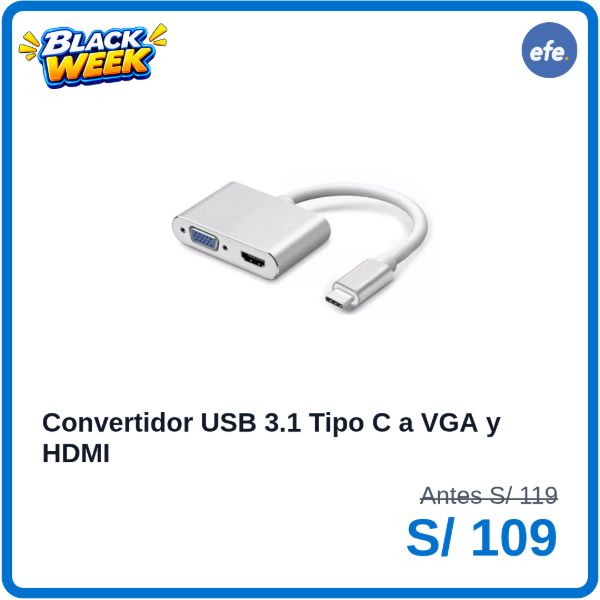 BLACK
WEEK
efe.
Convertidor USB 3.1 Tipo C a VGA y
HDMI
Antes S/ 119
S/ 109